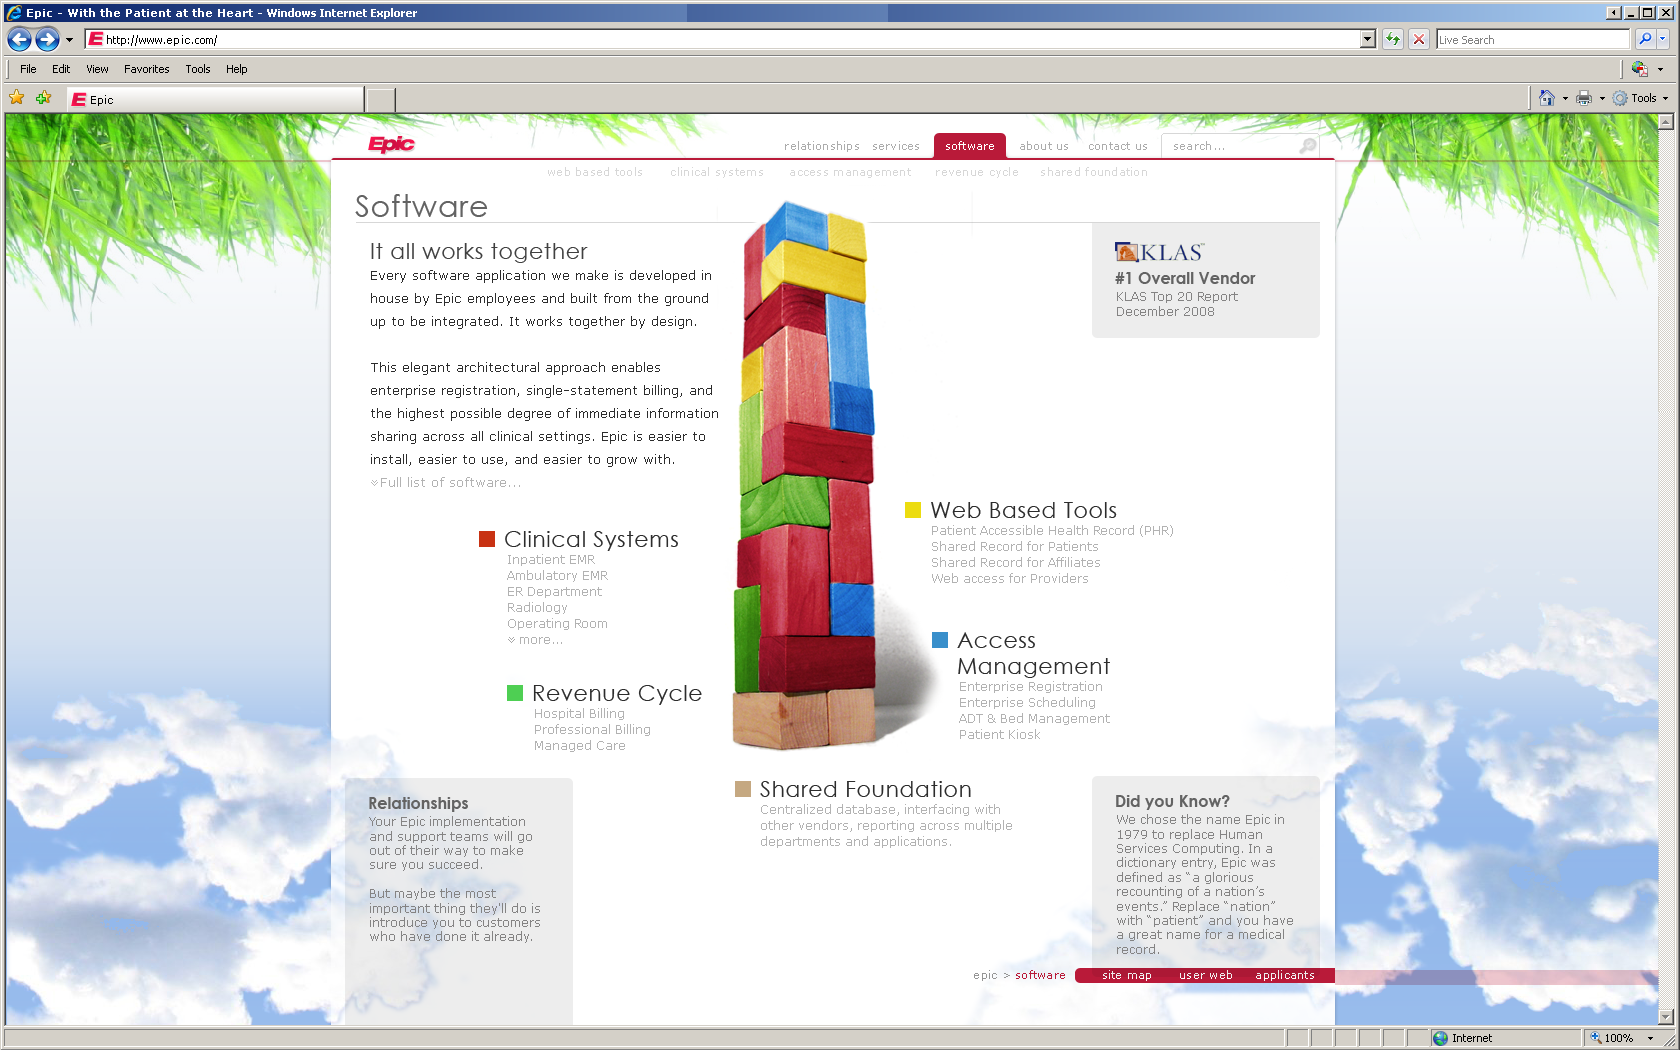 Epic - With the Patient at the Heart - Windows Internet Explorer
http://www.epic.com/
Live Search
File Edit View Favorites Tools Help
Epic
Tools
Epic
relationships services software about us contact us search...
web based tools clinical systems access management revenue cycle shared foundation
Software
It all works together
Every software application we make is developed in
house by Epic employees and built from the ground
up to be integrated. It works together by design.
This elegant architectural approach enables
enterprise registration, single-statement billing, and
the highest possible degree of immediate information
sharing across all clinical settings. Epic is easier to
install, easier to use, and easier to grow with.
Full list of software...
KLAS
#1 Overall Vendor
KLAS Top 20 Report
December 2008
Clinical Systems
Inpatient EMR
Ambulatory EMR
ER Department
Radiology
Operating Room
more...
Revenue Cycle
Hospital Billing
Professional Billing
Managed Care
Web Based Tools
Patient Accessible Health Record (PHR)
Shared Record for Patients
Shared Record for Affiliates
Web access for Providers
Access
Management
Enterprise Registration
Enterprise Scheduling
ADT & Bed Management
Patient Kiosk
Shared Foundation
Centralized database, interfacing with
other vendors, reporting across multiple
departments and applications.
Relationships
Your Epic implementation
and support teams will go
out of their way to make
sure you succeed.
But maybe the most
important thing they'll do is
introduce you to customers
who have done it already.
Did you Know?
We chose the name Epic in
1979 to replace Human
Services Computing. In a
dictionary entry, Epic was
defined as “a glorious
recounting of a nation’s
events.” Replace “nation”
with “patient” and you have
a great name for a medical
record.
epic > software site map user web applicants
Internet 100%